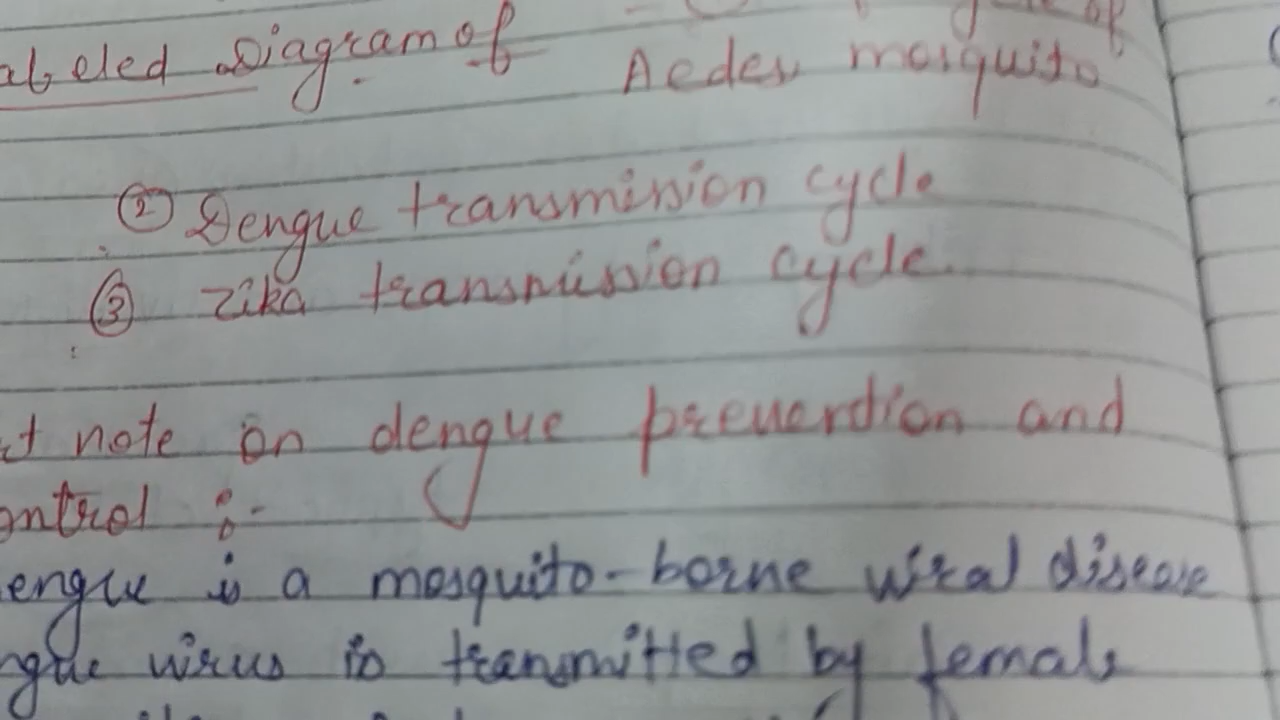 abeled Diagram of
of
Aedes mosquito
② Dengue transmission cycle
③ zika transmission cycle.
t note on dengue prevention and
ontrol :-
engue is a mosquito-borne viral disease
ngue virus is transmitted by female